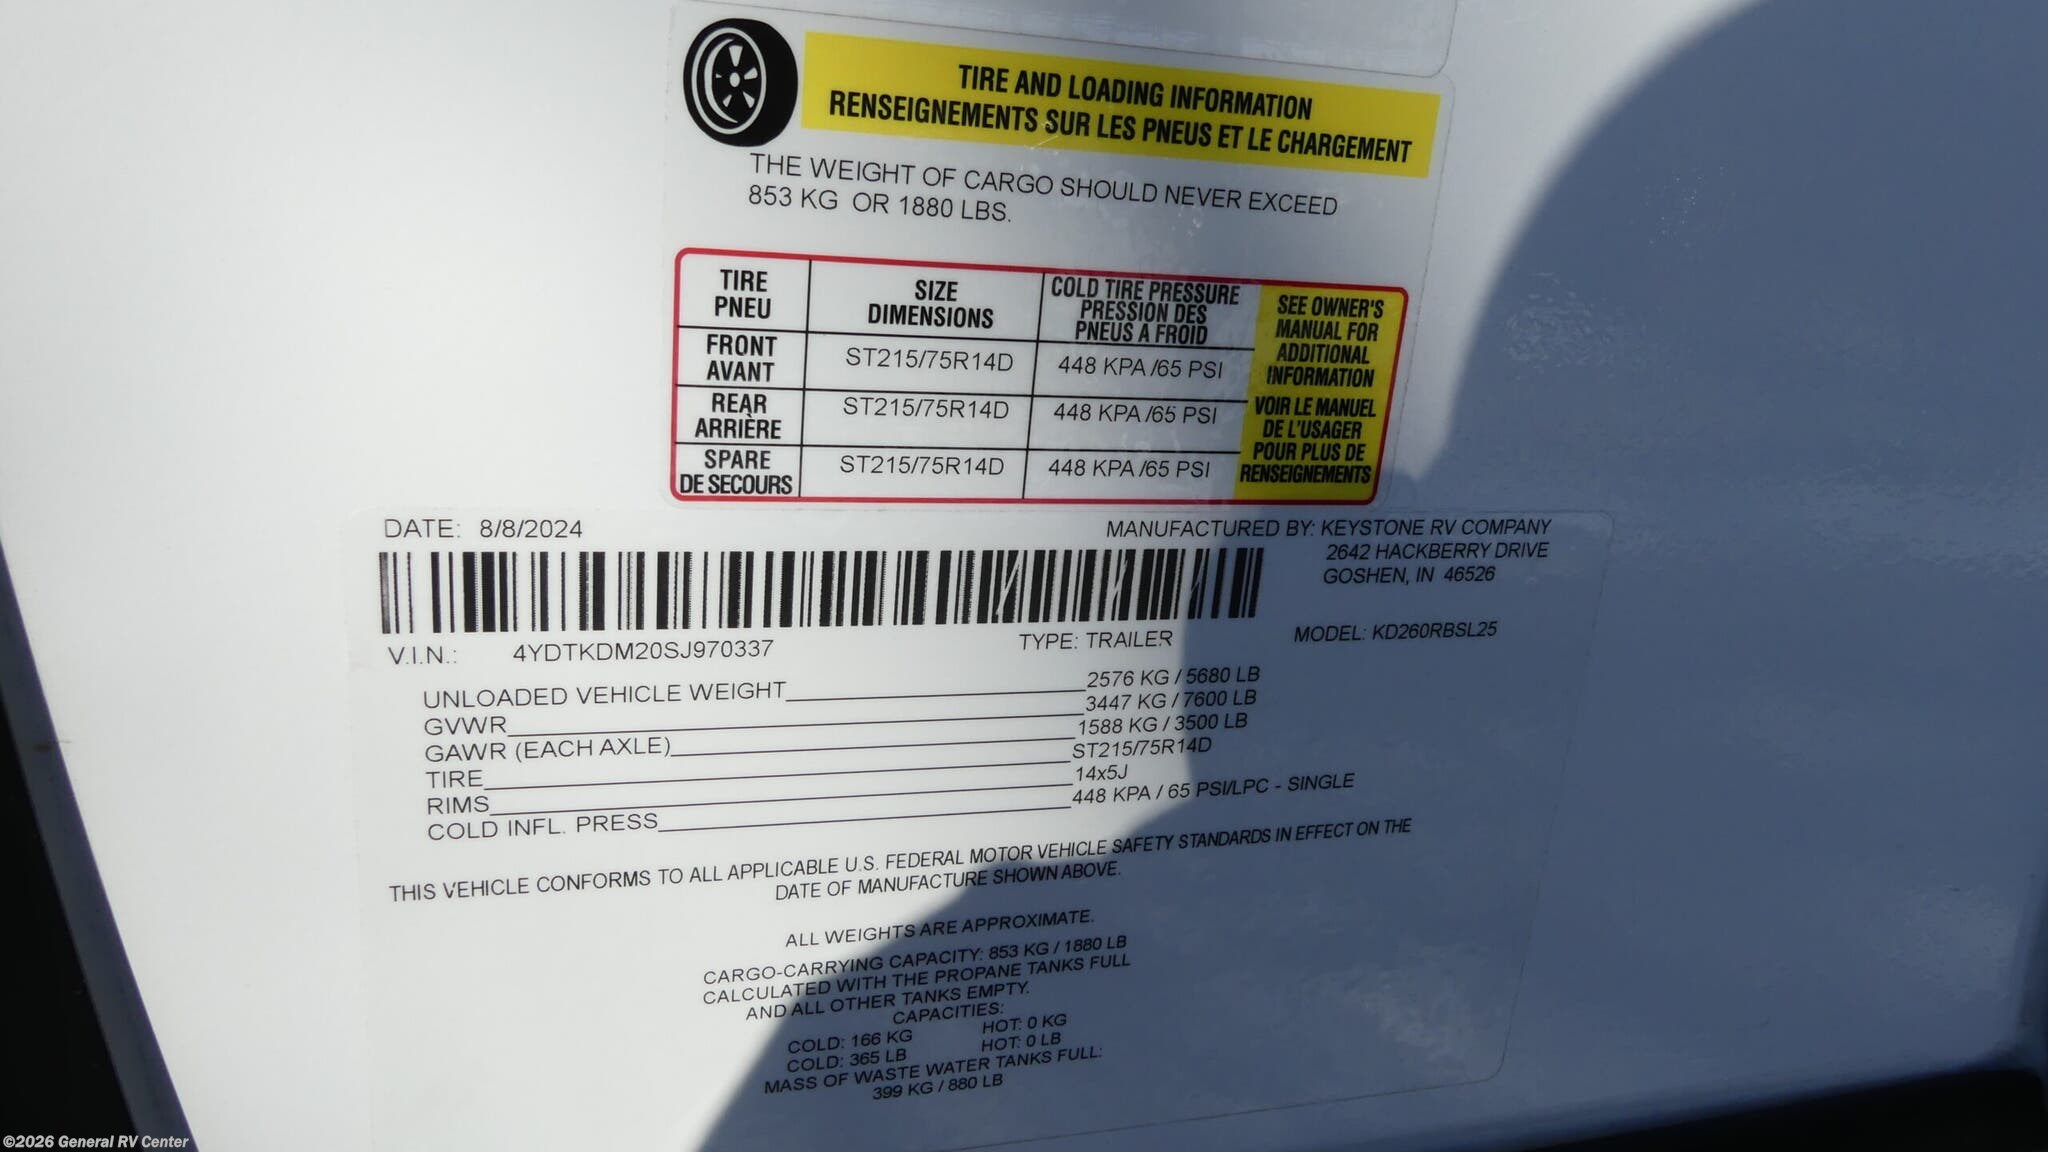 TIRE AND LOADING INFORMATION
RENSEIGNEMENTS SUR LES PNEUS ET LE CHARGEMENT
THE WEIGHT OF CARGO SHOULD NEVER EXCEED
853 KG OR 1880 LBS.
TIRE
PNEU
SIZE
DIMENSIONS
COLD TIRE PRESSURE
PRESSION DES
PNEUS A FROID
SEE OWNER'S
MANUAL FOR
ADDITIONAL
INFORMATION
VOIR LE MANUEL
DE L'USAGER
POUR PLUS DE
RENSEIGNEMENTS
FRONT
AVANT
ST215/75R14D
448 KPA /65 PSI
REAR
ARRIÈRE
ST215/75R14D
448 KPA /65 PSI
SPARE
DE SECOURS
ST215/75R14D
448 KPA /65 PSI
DATE: 8/8/2024
MANUFACTURED BY: KEYSTONE RV COMPANY
2642 HACKBERRY DRIVE
GOSHEN, IN 46526
V.I.N.: 4YDTKDM20SJ970337
TYPE: TRAILER
MODEL: KD260RBSL25
UNLOADED VEHICLE WEIGHT 2576 KG / 5680 LB
GVWR 3447 KG / 7600 LB
GAWR (EACH AXLE) 1588 KG / 3500 LB
TIRE ST215/75R14D
RIMS 14x5J
COLD INFL. PRESS 448 KPA / 65 PSI/LPC - SINGLE
THIS VEHICLE CONFORMS TO ALL APPLICABLE U.S. FEDERAL MOTOR VEHICLE SAFETY STANDARDS IN EFFECT ON THE
DATE OF MANUFACTURE SHOWN ABOVE.
ALL WEIGHTS ARE APPROXIMATE.
CARGO-CARRYING CAPACITY: 853 KG / 1880 LB
CALCULATED WITH THE PROPANE TANKS FULL
AND ALL OTHER TANKS EMPTY.
CAPACITIES:
COLD: 166 KG HOT: 0 KG
COLD: 365 LB HOT: 0 LB
MASS OF WASTE WATER TANKS FULL:
399 KG / 880 LB
©2026 General RV Center